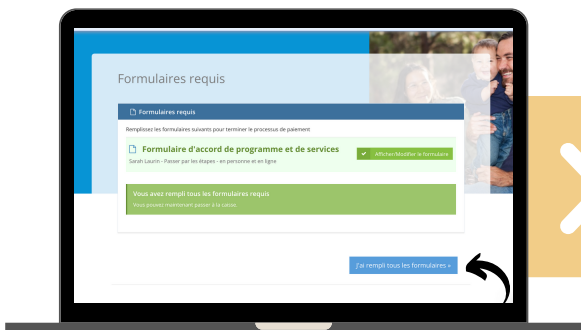 Formulaires requis
Formulaires requis
Remplissez les formulaires suivants pour terminer le processus de paiement
Formulaire d'accord de programme et de services
Afficher/Modifier le formulaire
Sarah Laurin - Passer par les étapes - en personne et en ligne
Vous avez rempli tous les formulaires requis
Vous pouvez maintenant passer à la caisse
J'ai rempli tous les formulaires »